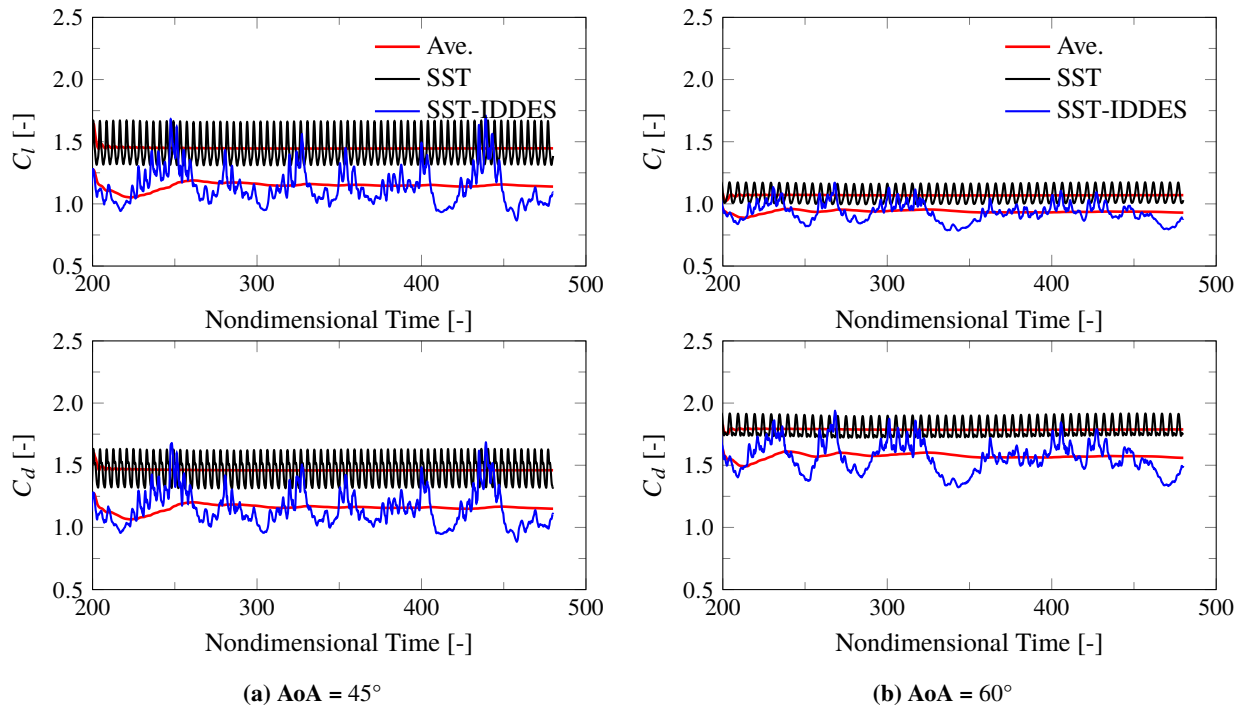 2.5
2.0
1.5
1.0
0.5
C_l [-]
Ave.
SST
SST-IDDES
200
300
400
500
Nondimensional Time [-]
2.5
2.0
1.5
1.0
0.5
C_l [-]
Ave.
SST
SST-IDDES
200
300
400
500
Nondimensional Time [-]
2.5
2.0
1.5
1.0
0.5
C_d [-]
200
300
400
500
Nondimensional Time [-]
2.5
2.0
1.5
1.0
0.5
C_d [-]
200
300
400
500
Nondimensional Time [-]
(a) AoA = 45°
(b) AoA = 60°